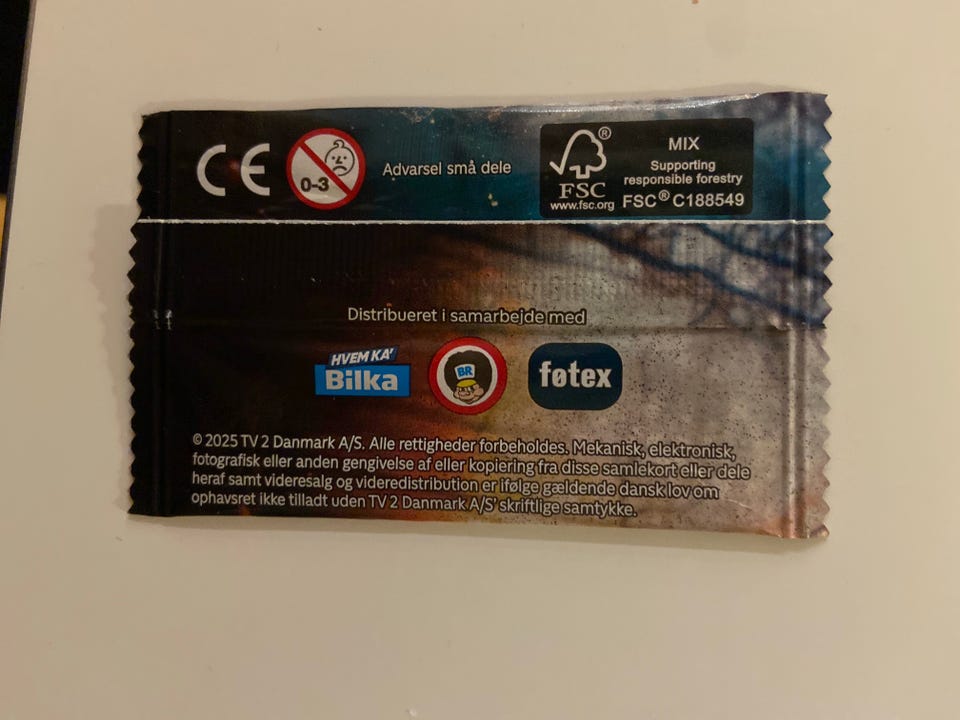 CE
0-3
Advarsel små dele
FSC®
www.fsc.org
MIX
Supporting
responsible forestry
FSC® C188549
Distribueret i samarbejde med
HVEM KA'
Bilka
BR
føtex
© 2025 TV 2 Danmark A/S. Alle rettigheder forbeholdes. Mekanisk, elektronisk,
fotografisk eller anden gengivelse af eller kopiering fra disse samlekort eller dele
heraf samt videresalg og videredistribution er ifølge gældende dansk lov om
ophavsret ikke tilladt uden TV 2 Danmark A/S' skriftlige samtykke.